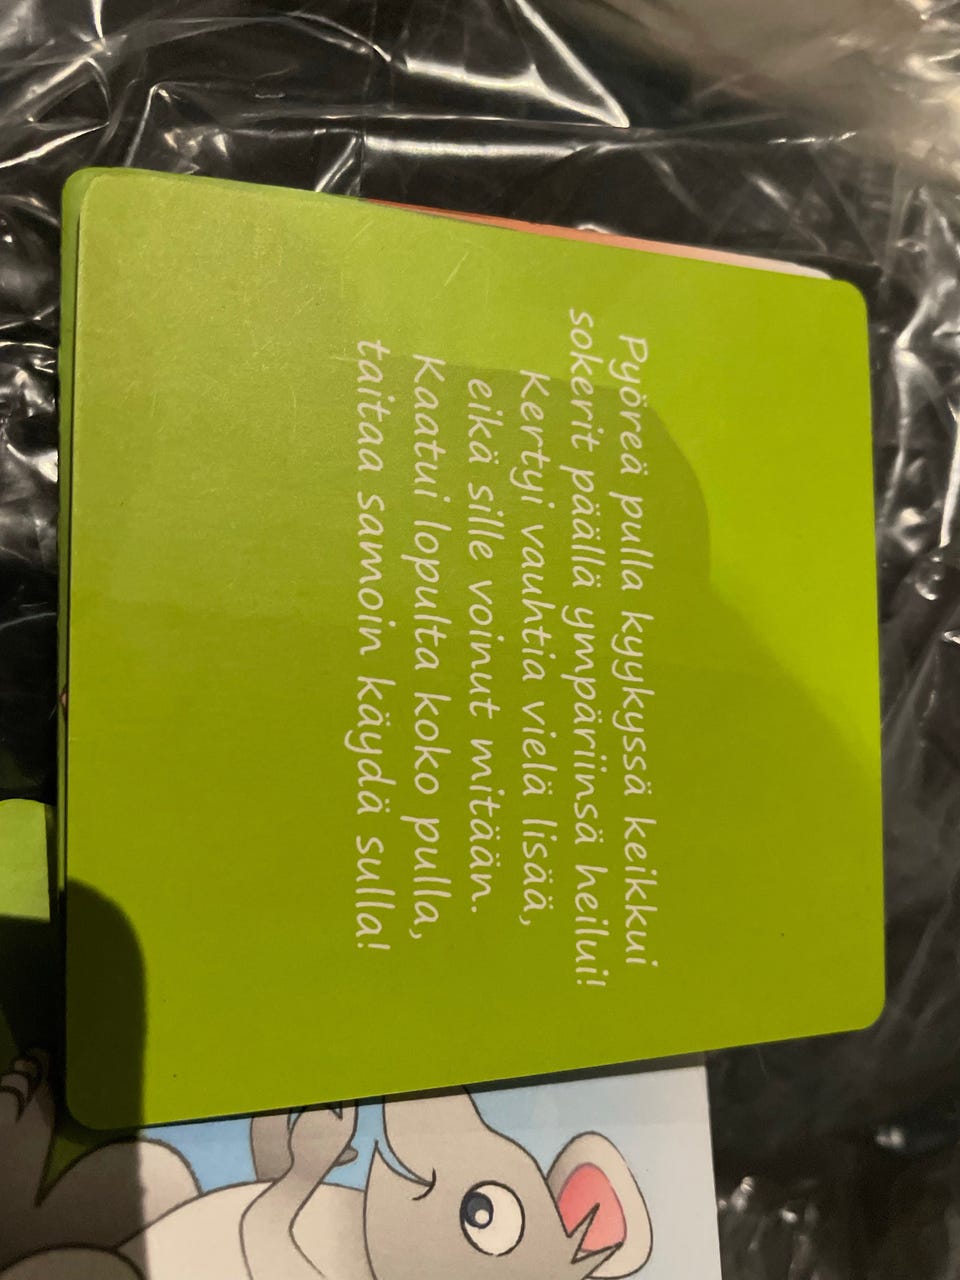 Pyöreä pulla kyykyssä keikkui
sokerit päällä ympäriinsä heilui!
Kertyi vauhtia vielä lisää,
eikä sille voinut mitään.
Kaatui lopulta koko pulla,
taitaa samoin käydä sulla!